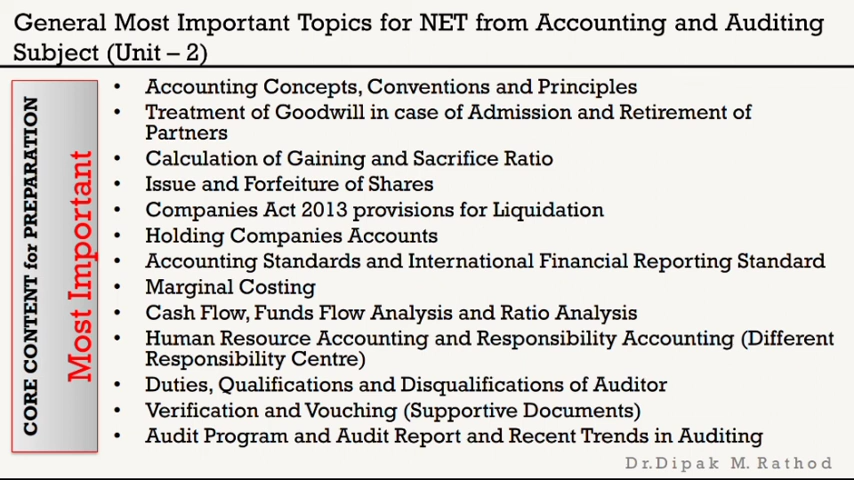 General Most Important Topics for NET from Accounting and Auditing
Subject (Unit – 2)
CORE CONTENT for PREPARATION
Most Important
• Accounting Concepts, Conventions and Principles
• Treatment of Goodwill in case of Admission and Retirement of
Partners
• Calculation of Gaining and Sacrifice Ratio
• Issue and Forfeiture of Shares
• Companies Act 2013 provisions for Liquidation
• Holding Companies Accounts
• Accounting Standards and International Financial Reporting Standard
• Marginal Costing
• Cash Flow, Funds Flow Analysis and Ratio Analysis
• Human Resource Accounting and Responsibility Accounting (Different
Responsibility Centre)
• Duties, Qualifications and Disqualifications of Auditor
• Verification and Vouching (Supportive Documents)
• Audit Program and Audit Report and Recent Trends in Auditing
Dr.Dipak M. Rathod